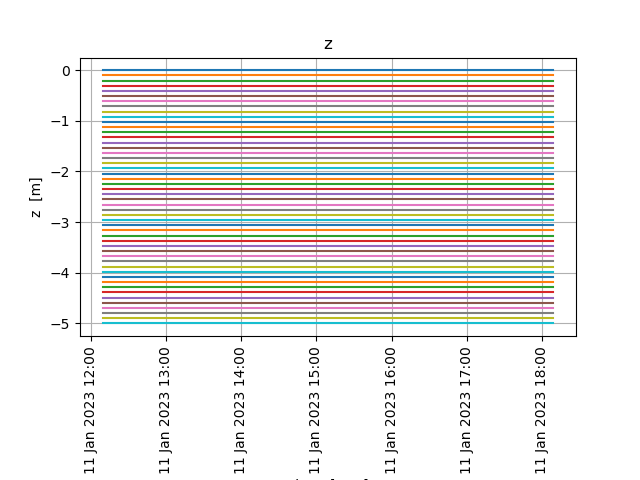 z
z [m]
0
−1
−2
−3
−4
−5
11 Jan 2023 12:00
11 Jan 2023 13:00
11 Jan 2023 14:00
11 Jan 2023 15:00
11 Jan 2023 16:00
11 Jan 2023 17:00
11 Jan 2023 18:00